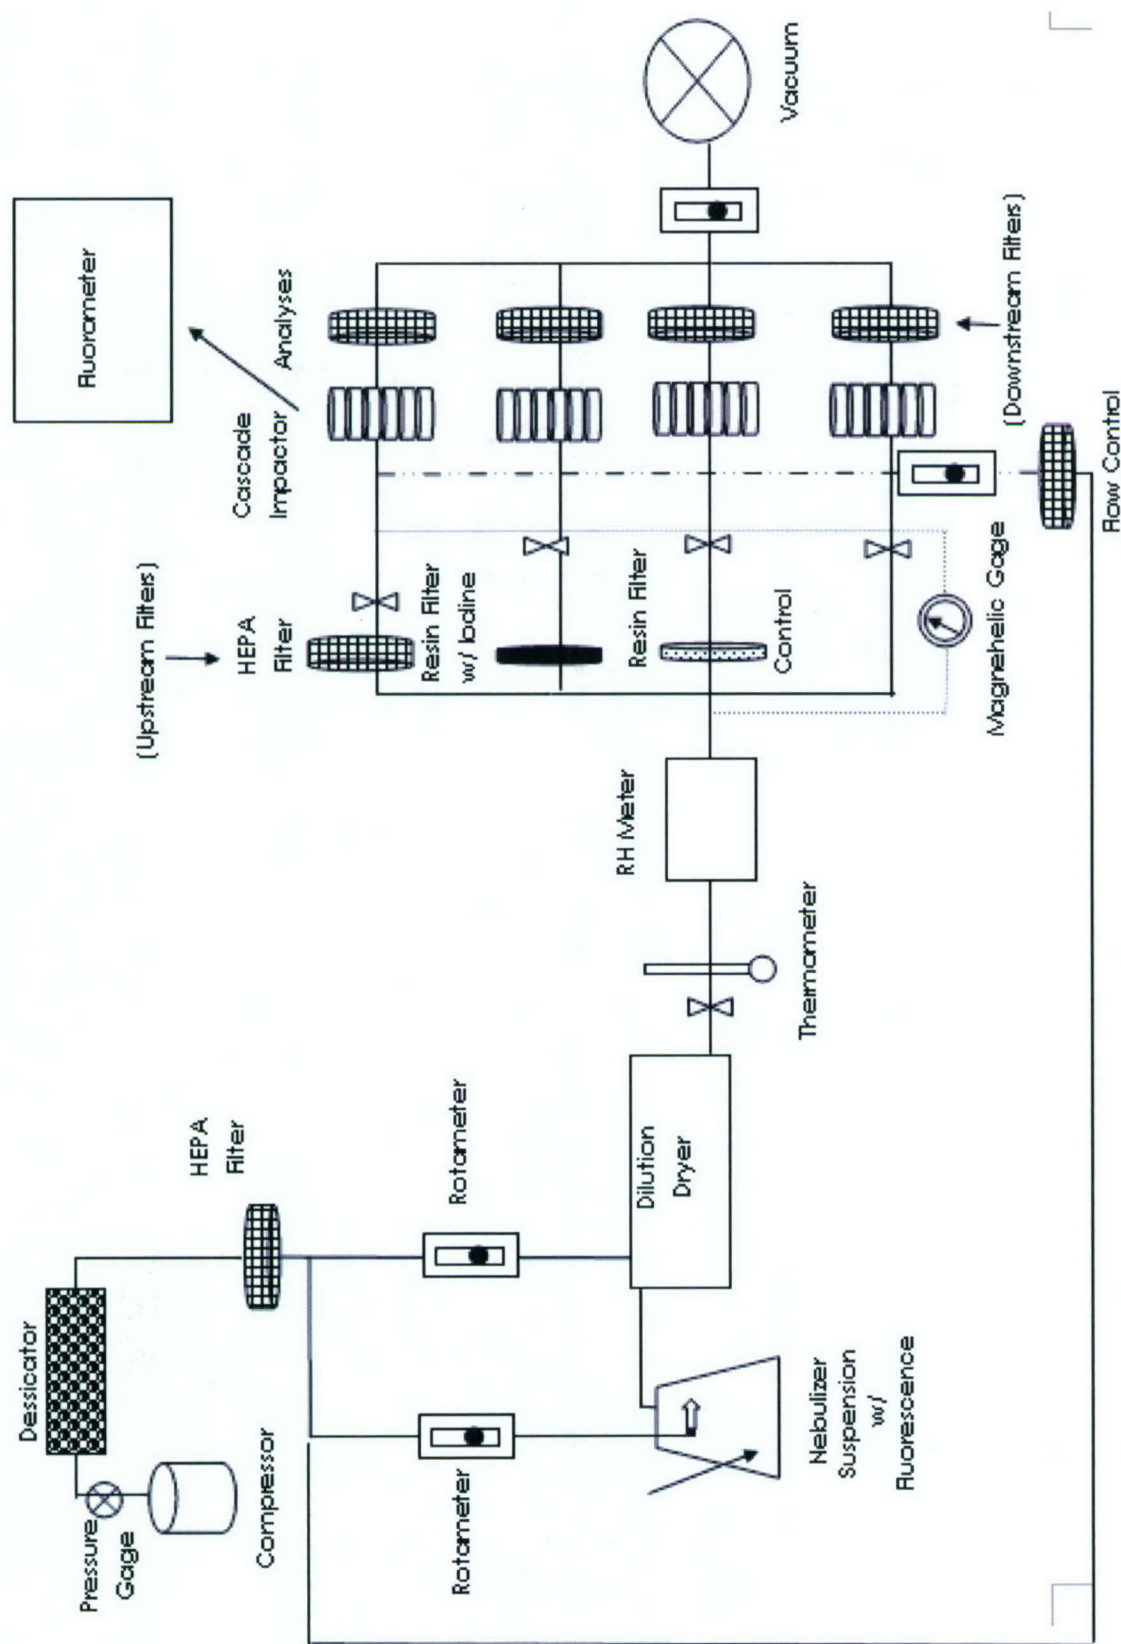 Fluorometer
(Upstream Filters)
HEPA
Filter
Cascade
Impactor
Analyses
Resin Filter
w/ Iodine
Resin Filter
Control
Vacuum
(Downstream Filters)
Magnehelic Gage
Flow Control
RH Meter
Thermometer
HEPA
Filter
Rotameter
Dilution
Dryer
Dessicator
Pressure
Gage
Compressor
Rotameter
Nebulizer
Suspension
w/
Fluorescence